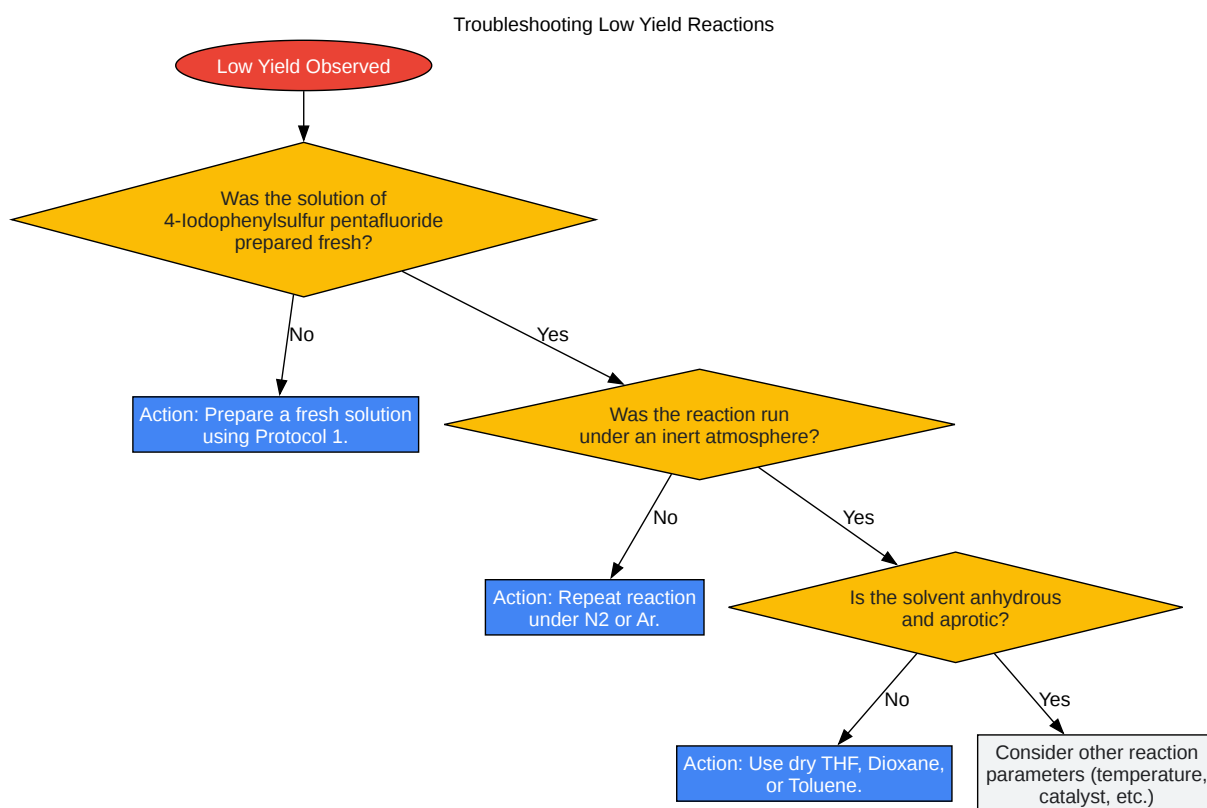 Troubleshooting Low Yield Reactions
Low Yield Observed
Was the solution of
4-Iodophenylsulfur pentafluoride
prepared fresh?
No
Yes
Action: Prepare a fresh solution
using Protocol 1.
Was the reaction run
under an inert atmosphere?
No
Yes
Action: Repeat reaction
under N2 or Ar.
Is the solvent anhydrous
and aprotic?
No
Yes
Action: Use dry THF, Dioxane,
or Toluene.
Consider other reaction
parameters (temperature,
catalyst, etc.)